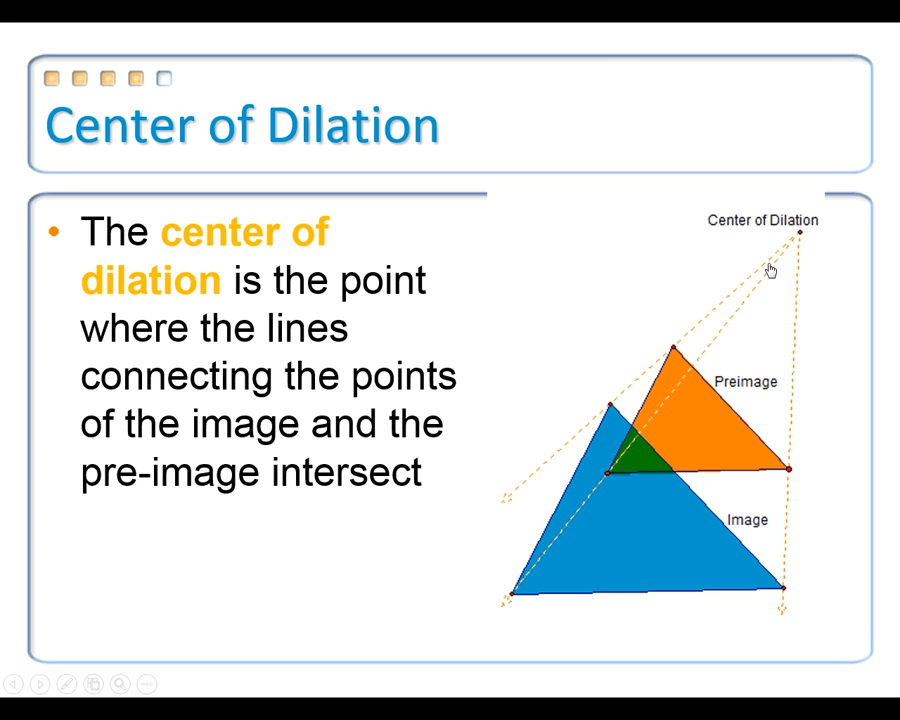 Center of Dilation
• The center of
dilation is the point
where the lines
connecting the points
of the image and the
pre-image intersect
Center of Dilation
Preimage
Image